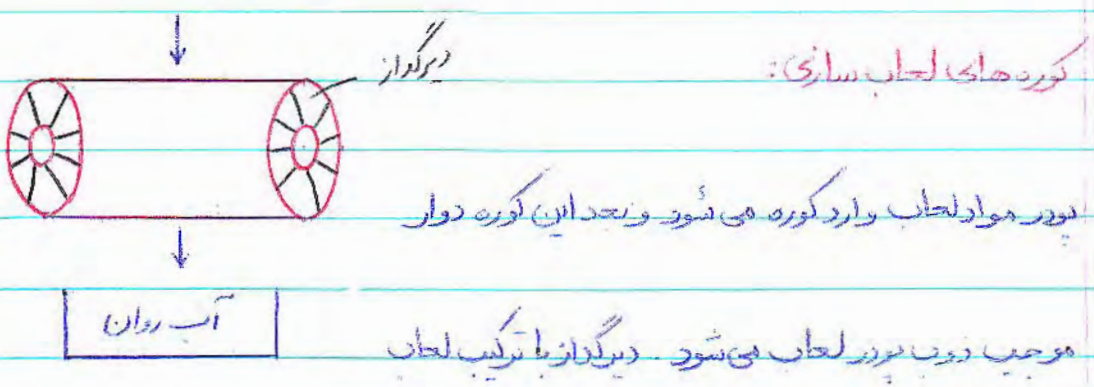 کوره های لعاب سازی:
دیرگداز
پودر مواد لعاب وارد کوره می شود و بعد این کوره دوار
آب روان
موجب ذوب پودر لعاب می شود. دیرگداز با ترکیب لعاب